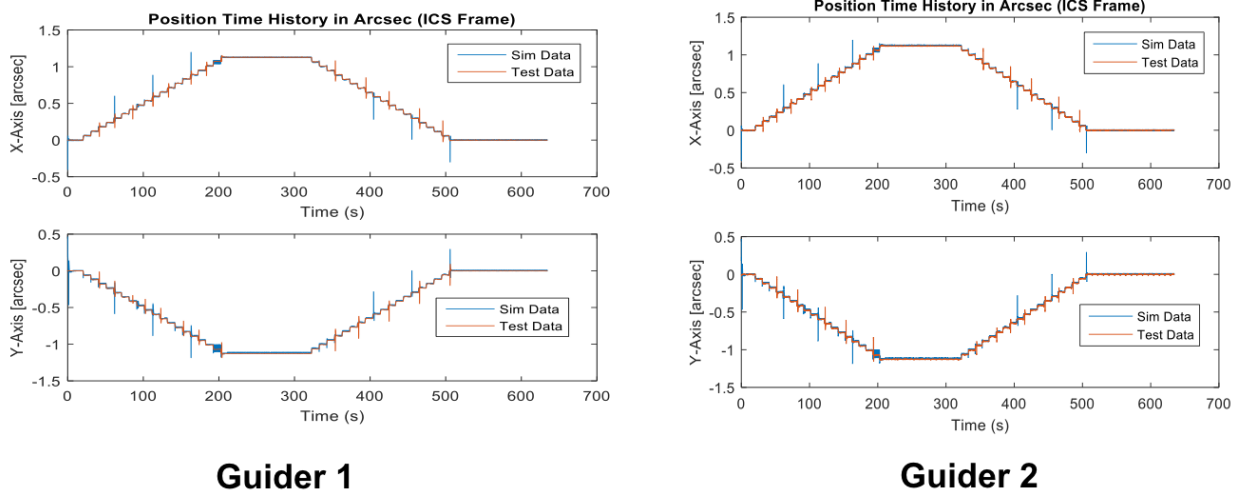 Position Time History in Arcsec (ICS Frame)
1.5
1
0.5
0
-0.5
X-Axis [arcsec]
Sim Data
Test Data
0 100 200 300 400 500 600 700
Time (s)
0.5
0
-0.5
-1
-1.5
Y-Axis [arcsec]
Sim Data
Test Data
0 100 200 300 400 500 600 700
Time (s)
Guider 1
Position Time History in Arcsec (ICS Frame)
1.5
1
0.5
0
-0.5
X-Axis [arcsec]
Sim Data
Test Data
0 100 200 300 400 500 600 700
Time (s)
0.5
0
-0.5
-1
-1.5
Y-Axis [arcsec]
Sim Data
Test Data
0 100 200 300 400 500 600 700
Time (s)
Guider 2